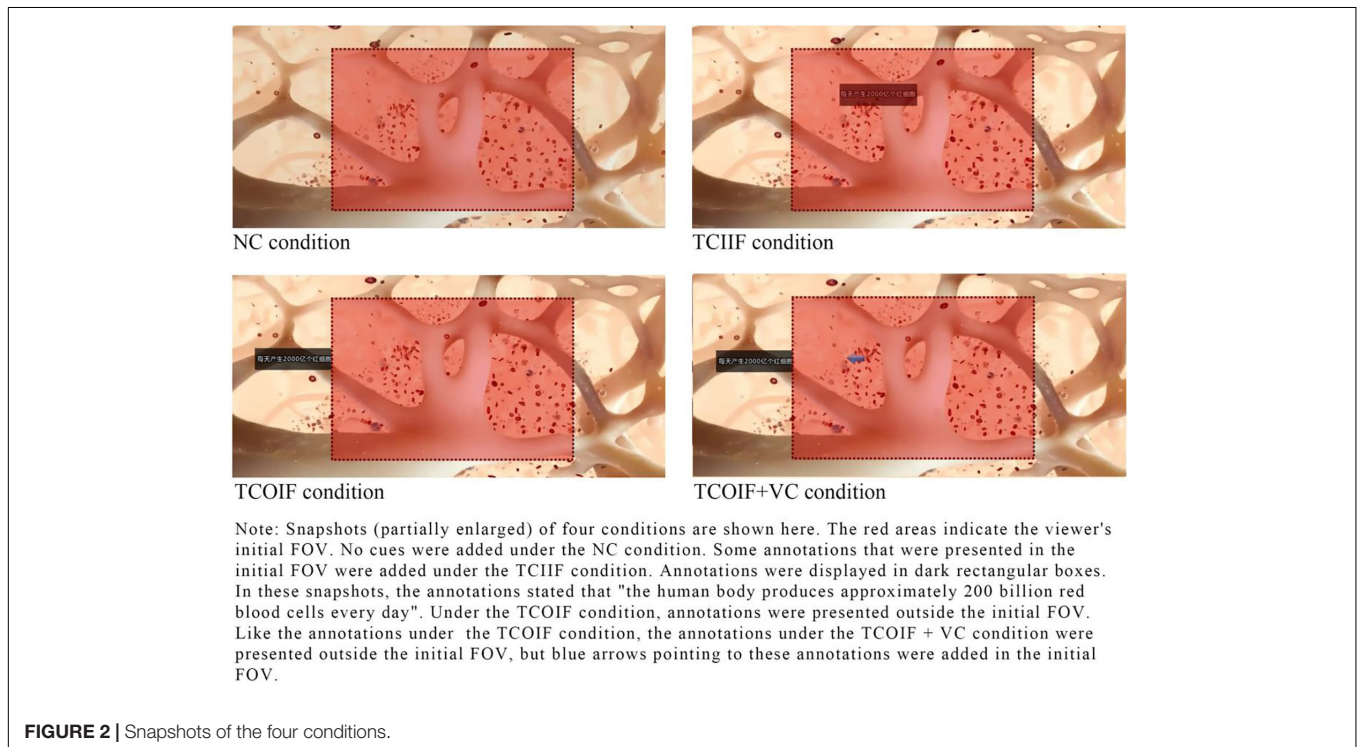 每天产生2000亿个红细胞
NC condition
TCIIF condition
每天产生2000亿个红细胞
每天产生2000亿个红细胞
TCOIF condition
TCOIF+VC condition
Note: Snapshots (partially enlarged) of four conditions are shown here. The red areas indicate the viewer's
initial FOV. No cues were added under the NC condition. Some annotations that were presented in the
initial FOV were added under the TCIIF condition. Annotations were displayed in dark rectangular boxes.
In these snapshots, the annotations stated that "the human body produces approximately 200 billion red
blood cells every day". Under the TCOIF condition, annotations were presented outside the initial FOV.
Like the annotations under the TCOIF condition, the annotations under the TCOIF + VC condition were
presented outside the initial FOV, but blue arrows pointing to these annotations were added in the initial
FOV.
FIGURE 2 | Snapshots of the four conditions.